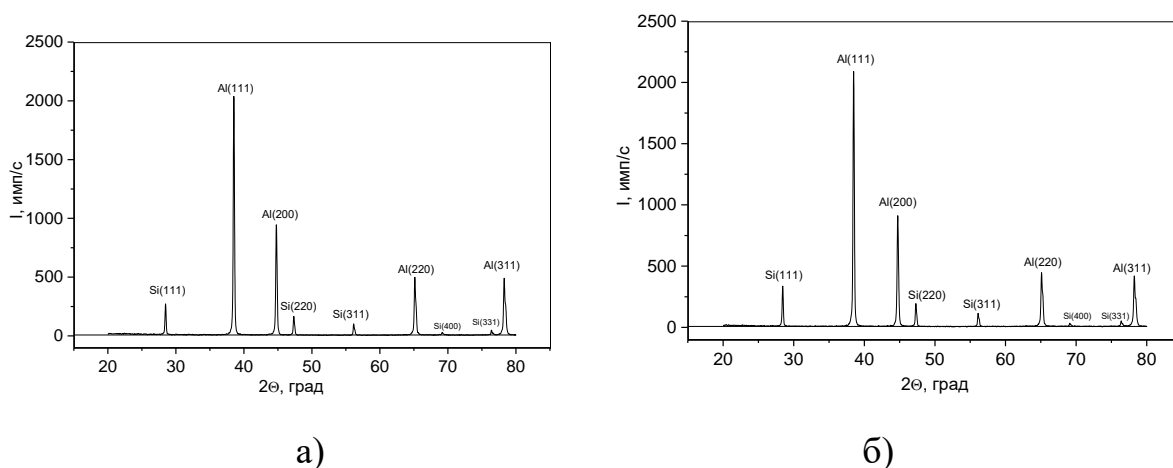 2500
2000
1500
1000
500
0
I, имп/с
Al(111)
Al(200)
Si(111)
Si(220)
Si(311)
Al(220)
Si(400)
Si(331)
Al(311)
20 30 40 50 60 70 80
2Θ, град
а)
2500
2000
1500
1000
500
0
I, имп/с
Al(111)
Al(200)
Si(111)
Si(220)
Si(311)
Al(220)
Si(400)
Si(331)
Al(311)
20 30 40 50 60 70 80
2Θ, град
б)